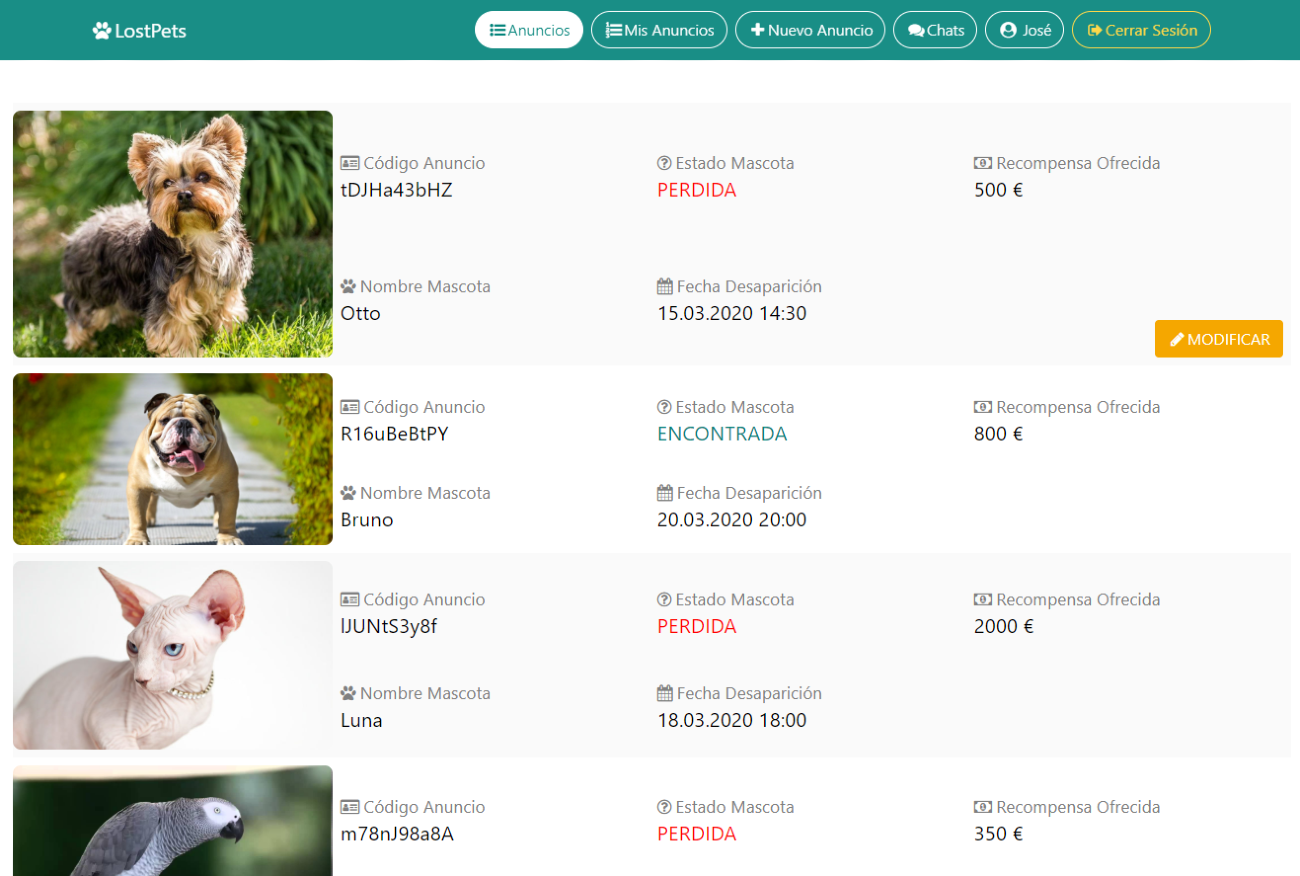 LostPets
Anuncios
Mis Anuncios
Nuevo Anuncio
Chats
José
Cerrar Sesión
Código Anuncio
tDJHa43bHZ
Estado Mascota
PERDIDA
Recompensa Ofrecida
500 €
Nombre Mascota
Otto
Fecha Desaparición
15.03.2020 14:30
MODIFICAR
Código Anuncio
R16uBeBtPY
Estado Mascota
ENCONTRADA
Recompensa Ofrecida
800 €
Nombre Mascota
Bruno
Fecha Desaparición
20.03.2020 20:00
Código Anuncio
lJUNtS3y8f
Estado Mascota
PERDIDA
Recompensa Ofrecida
2000 €
Nombre Mascota
Luna
Fecha Desaparición
18.03.2020 18:00
Código Anuncio
m78nJ98a8A
Estado Mascota
PERDIDA
Recompensa Ofrecida
350 €